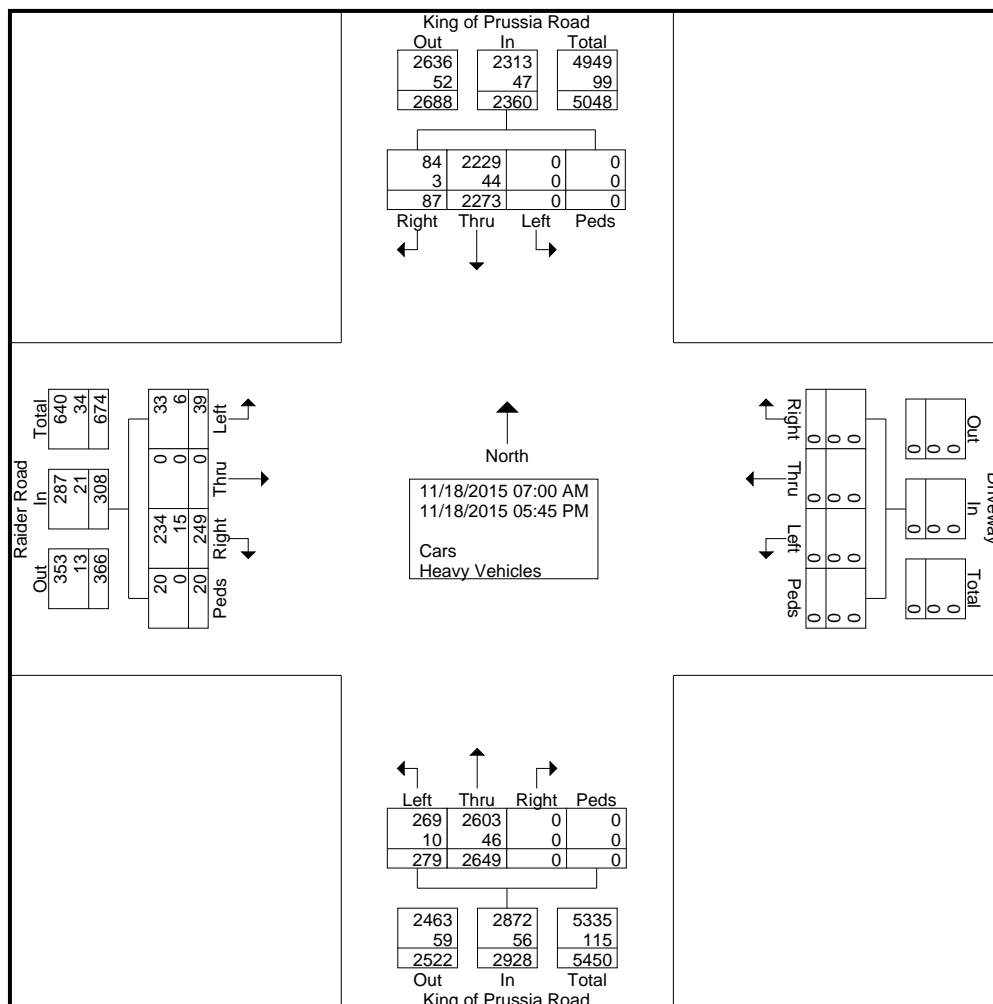 King of Prussia Road
Out In Total
2636 2313 4949
52 47 99
2688 2360 5048
84 2229 0 0
3 44 0 0
87 2273 0 0
Right Thru Left Peds
Raider Road
Total In Out
640 287 353
34 21 13
674 308 366
33 0 234 20
6 0 15 0
39 0 249 20
Left Thru Right Peds
North
11/18/2015 07:00 AM
11/18/2015 05:45 PM
Cars
Heavy Vehicles
Right Thru Left Peds
0 0 0 0
0 0 0 0
0 0 0 0
Out In Total
0 0 0
0 0 0
0 0 0
Driveway
Left Thru Right Peds
269 2603 0 0
10 46 0 0
279 2649 0 0
2463 2872 5335
59 56 115
2522 2928 5450
Out In Total
King of Prussia Road